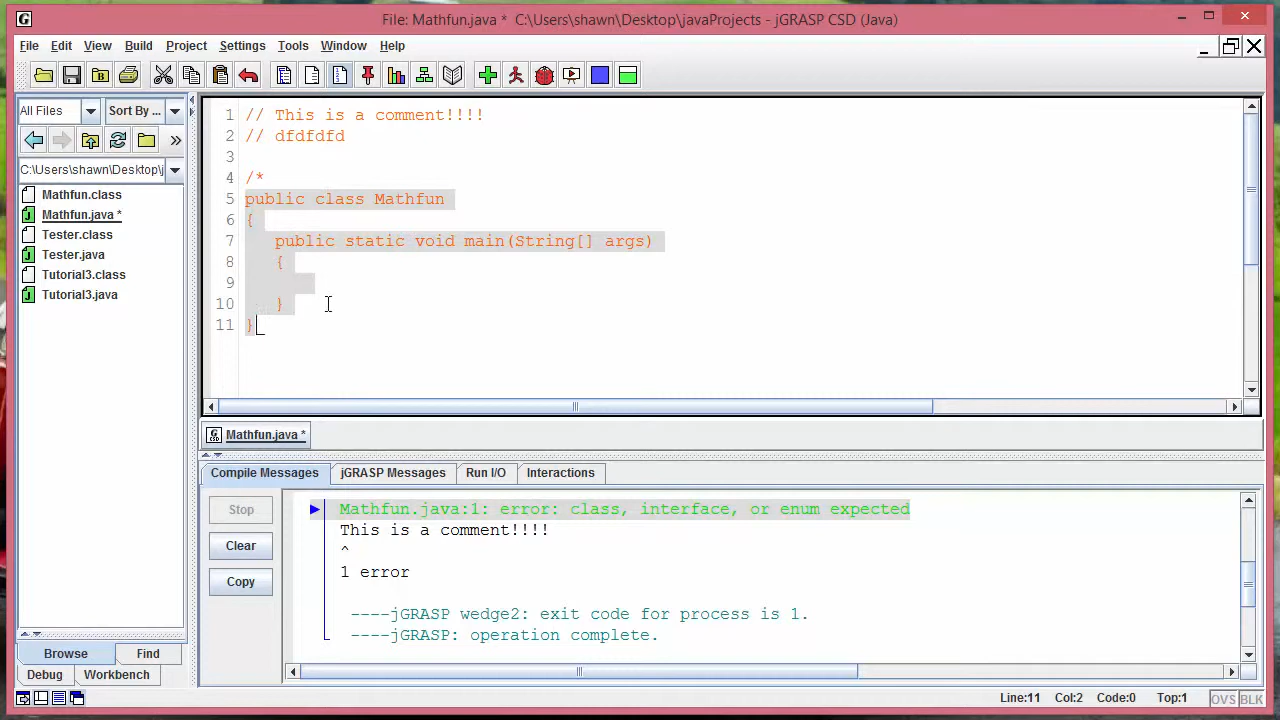 File: Mathfun.java * C:\Users\shawn\Desktop\javaProjects - jGRASP CSD (Java)
File Edit View Build Project Settings Tools Window Help
All Files Sort By ...
C:\Users\shawn\Desktop\j
Mathfun.class
Mathfun.java *
Tester.class
Tester.java
Tutorial3.class
Tutorial3.java
Browse Find
Debug Workbench
1 // This is a comment!!!!
2 // dfdfdfd
3
4 /*
5 public class Mathfun
6 {
7 public static void main(String[] args)
8 {
9
10 }
11 }
Mathfun.java *
Compile Messages jGRASP Messages Run I/O Interactions
Stop
Clear
Copy
Mathfun.java:1: error: class, interface, or enum expected
This is a comment!!!!
^
1 error
----jGRASP wedge2: exit code for process is 1.
----jGRASP: operation complete.
Line:11 Col:2 Code:0 Top:1 OVS BLK